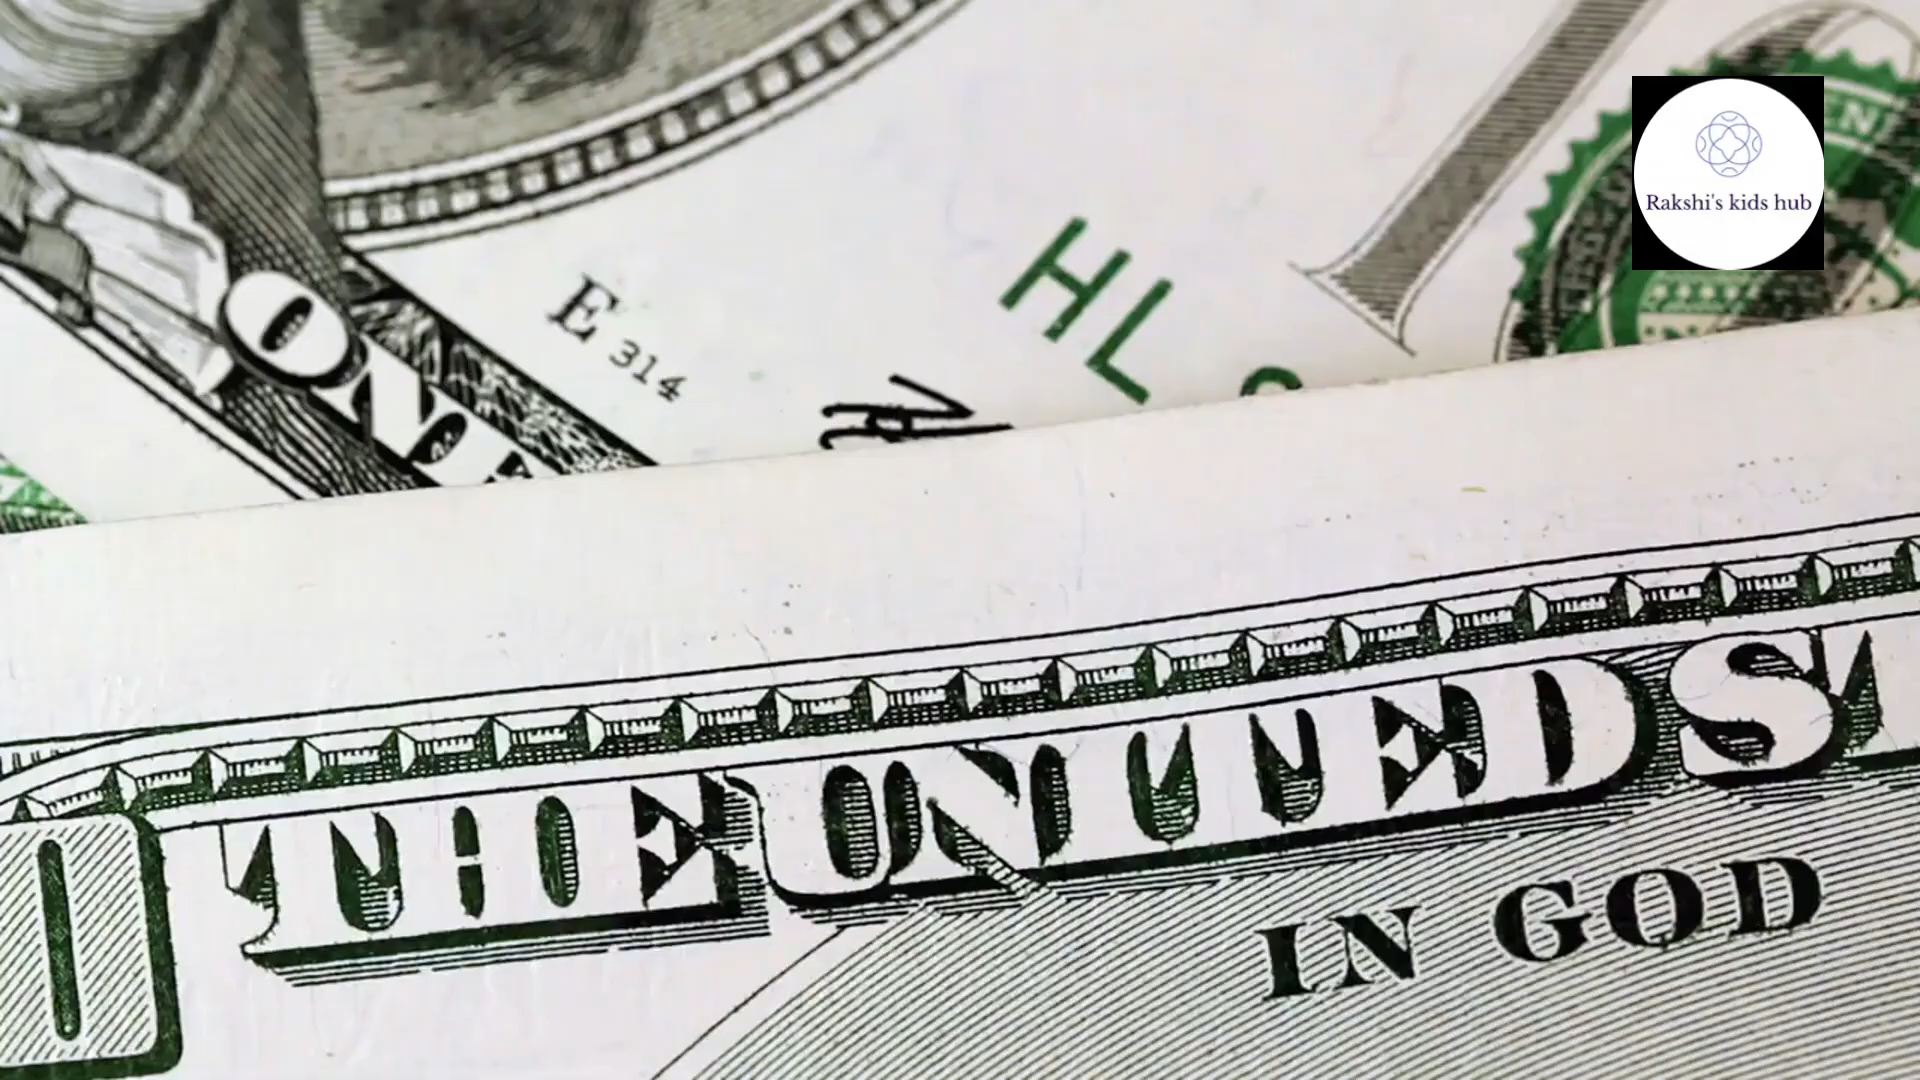 Rakshi's kids hub
HL
E 314
ONE
THE UNITED S
IN GOD